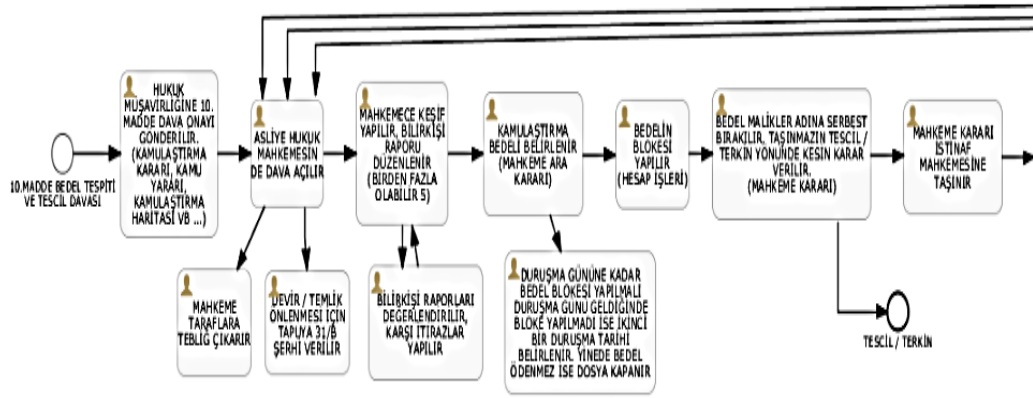 10.MADDE BEDEL TESPİTİ
VE TESCİL DAVASI
HUKUK
MÜŞAVİRLİĞİNE 10.
MADDE DAVA ONAYI
GÖNDERİLİR.
(KAMULAŞTIRMA
KARARI, KAMU
YARARI,
KAMULAŞTIRMA
HARİTASI VB ...)
ASLİYE HUKUK
MAHKEMESİN
DE DAVA AÇILIR
MAHKEMECE KEŞİF
YAPILIR, BİLİRKİŞİ
RAPORU
DÜZENLENİR
(BİRDEN FAZLA
OLABİLİR 5)
KAMULAŞTIRMA
BEDELİ BELİRLENİR
(MAHKEME ARA
KARARI)
BEDELİN
BLOKESİ
YAPILIR
(HESAP İŞLERİ)
BEDEL MALİKLER ADINA SERBEST
BIRAKILIR. TAŞINMAZIN TESCİL /
TERKİN YÖNÜNDE KESİN KARAR
VERİLİR.
(MAHKEME KARARI)
MAHKEME KARARI
İSTİNAF
MAHKEMESİNE
TAŞINIR
MAHKEME
TARAFLARA
TEBLİĞ ÇIKARIR
DEVİR / TEMLİK
ÖNLENMESİ İÇİN
TAPUYA 31/B
ŞERHİ VERİLİR
BİLİRKİŞİ RAPORLARI
DEĞERLENDİRİLİR,
KARŞI İTİRAZLAR
YAPILIR
DURUŞMA GÜNÜNE KADAR
BEDEL BLOKESİ YAPILMALI
DURUŞMA GÜNÜ GELDİĞİNDE
BLOKE YAPILMADI İSE İKİNCİ
BİR DURUŞMA TARİHİ
BELİRLENİR. YİNEDE BEDEL
ÖDENMEZ İSE DOSYA KAPANIR
TESCİL / TERKİN